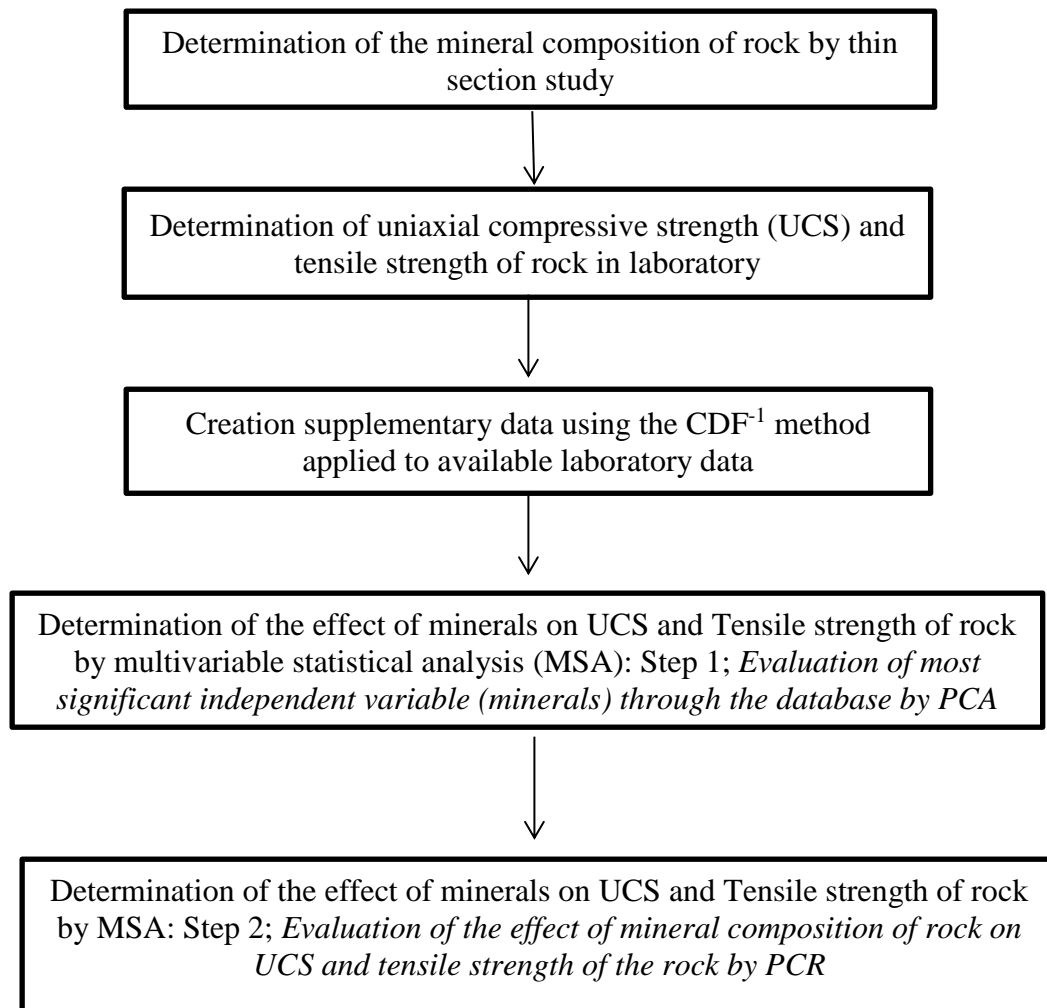 Determination of the mineral composition of rock by thin
section study
Determination of uniaxial compressive strength (UCS) and
tensile strength of rock in laboratory
Creation supplementary data using the CDF⁻¹ method
applied to available laboratory data
Determination of the effect of minerals on UCS and Tensile strength of rock
by multivariable statistical analysis (MSA): Step 1; Evaluation of most
significant independent variable (minerals) through the database by PCA
Determination of the effect of minerals on UCS and Tensile strength of rock
by MSA: Step 2; Evaluation of the effect of mineral composition of rock on
UCS and tensile strength of the rock by PCR